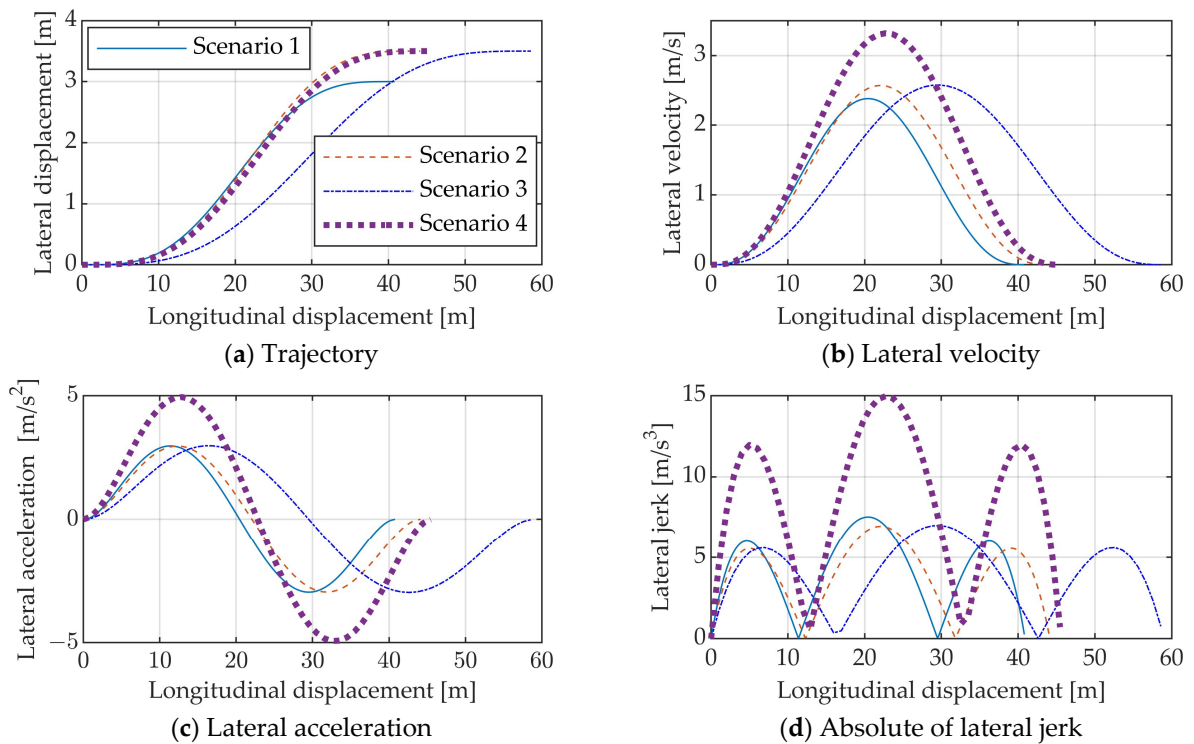 4
3
2
1
0
Lateral displacement [m]
Scenario 1
Scenario 2
Scenario 3
Scenario 4
0 10 20 30 40 50 60
Longitudinal displacement [m]
(a) Trajectory
3
2
1
0
Lateral velocity [m/s]
0 10 20 30 40 50 60
Longitudinal displacement [m]
(b) Lateral velocity
5
0
−5
Lateral acceleration [m/s²]
0 10 20 30 40 50 60
Longitudinal displacement [m]
(c) Lateral acceleration
15
10
5
0
Lateral jerk [m/s³]
0 10 20 30 40 50 60
Longitudinal displacement [m]
(d) Absolute of lateral jerk